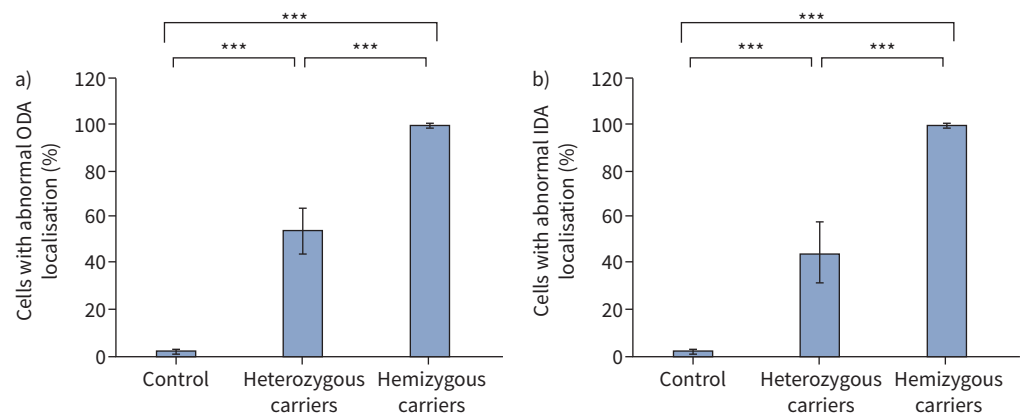 a)
***
***
***
Cells with abnormal ODA
localisation (%)
120
100
80
60
40
20
0
Control
Heterozygous
carriers
Hemizygous
carriers
b)
***
***
***
Cells with abnormal IDA
localisation (%)
120
100
80
60
40
20
0
Control
Heterozygous
carriers
Hemizygous
carriers